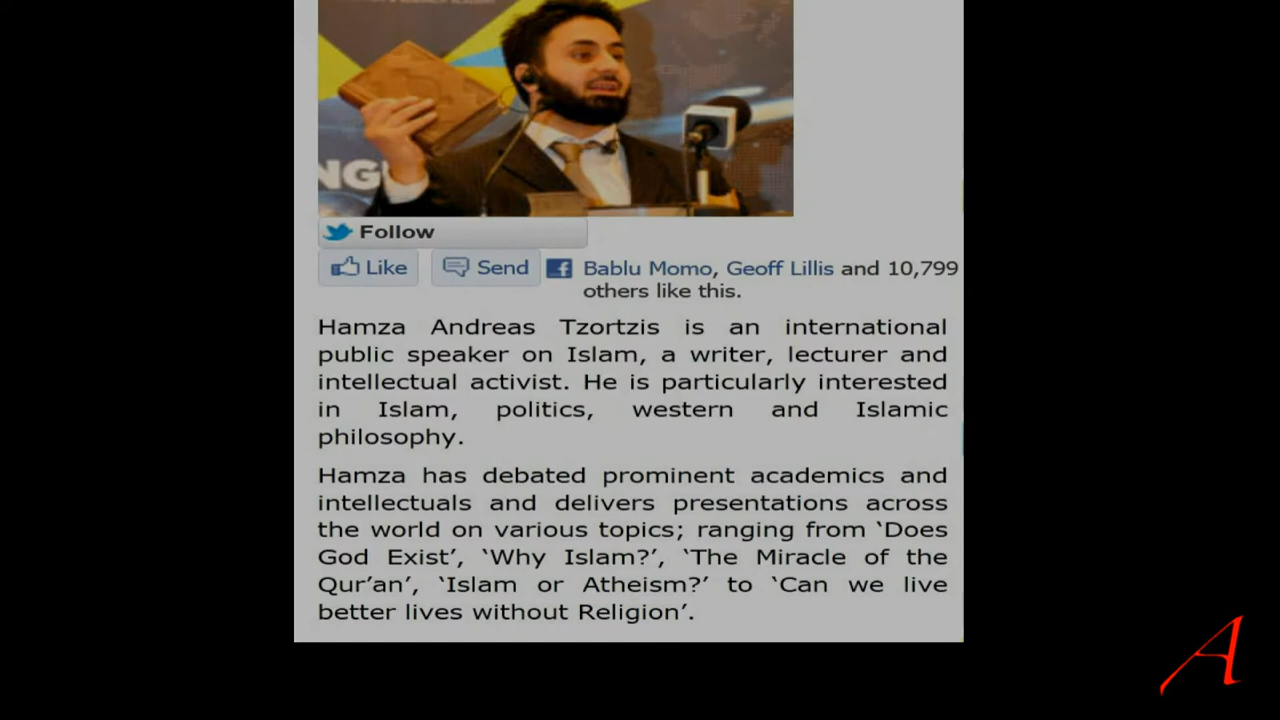 NG
Follow
Like Send Bablu Momo, Geoff Lillis and 10,799
others like this.
Hamza Andreas Tzortzis is an international
public speaker on Islam, a writer, lecturer and
intellectual activist. He is particularly interested
in Islam, politics, western and Islamic
philosophy.
Hamza has debated prominent academics and
intellectuals and delivers presentations across
the world on various topics; ranging from ‘Does
God Exist’, ‘Why Islam?’, ‘The Miracle of the
Qur’an’, ‘Islam or Atheism?’ to ‘Can we live
better lives without Religion’.
A